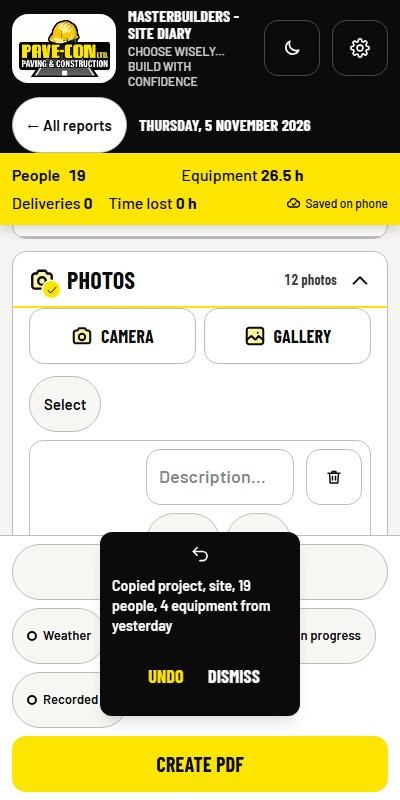 PAVE-CON LTD.
PAVING & CONSTRUCTION
MASTERBUILDERS -
SITE DIARY
CHOOSE WISELY...
BUILD WITH
CONFIDENCE
← All reports
THURSDAY, 5 NOVEMBER 2026
People 19
Equipment 26.5 h
Deliveries 0
Time lost 0 h
Saved on phone
PHOTOS
12 photos
CAMERA
GALLERY
Select
Description...
Copied project, site, 19
people, 4 equipment from
yesterday
UNDO
DISMISS
Weather
n progress
Recorded
CREATE PDF